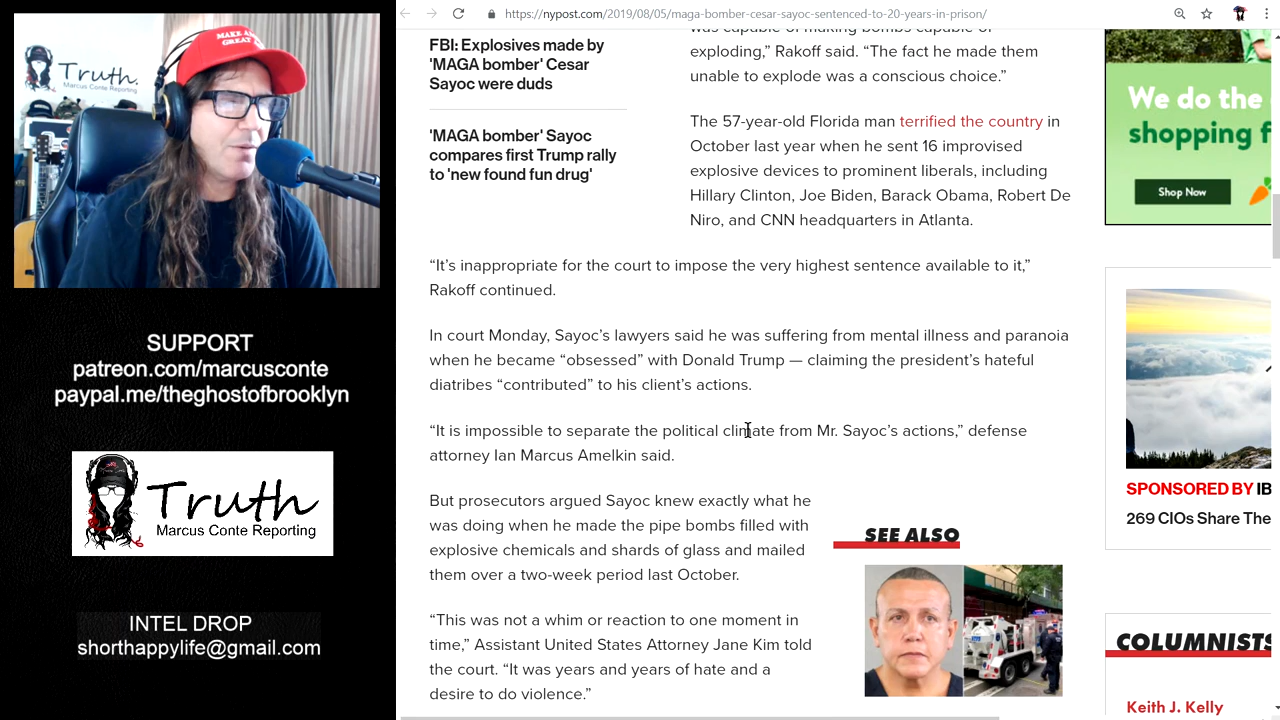 Truth.
Marcus Conte Reporting
SUPPORT
patreon.com/marcusconte
paypal.me/theghostofbrooklyn
Truth
Marcus Conte Reporting
INTEL DROP
shorthappylife@gmail.com
https://nypost.com/2019/08/05/maga-bomber-cesar-sayoc-sentenced-to-20-years-in-prison/
FBI: Explosives made by
'MAGA bomber' Cesar
Sayoc were duds
'MAGA bomber' Sayoc
compares first Trump rally
to 'new found fun drug'
was capable of making bombs capable of
exploding,” Rakoff said. “The fact he made them
unable to explode was a conscious choice.”
The 57-year-old Florida man terrified the country in
October last year when he sent 16 improvised
explosive devices to prominent liberals, including
Hillary Clinton, Joe Biden, Barack Obama, Robert De
Niro, and CNN headquarters in Atlanta.
“It’s inappropriate for the court to impose the very highest sentence available to it,”
Rakoff continued.
In court Monday, Sayoc’s lawyers said he was suffering from mental illness and paranoia
when he became “obsessed” with Donald Trump — claiming the president’s hateful
diatribes “contributed” to his client’s actions.
“It is impossible to separate the political climate from Mr. Sayoc’s actions,” defense
attorney Ian Marcus Amelkin said.
But prosecutors argued Sayoc knew exactly what he
was doing when he made the pipe bombs filled with
explosive chemicals and shards of glass and mailed
them over a two-week period last October.
“This was not a whim or reaction to one moment in
time,” Assistant United States Attorney Jane Kim told
the court. “It was years and years of hate and a
desire to do violence.”
SEE ALSO
We do the
shopping f
Shop Now
SPONSORED BY IB
269 CIOs Share The
COLUMNISTS
Keith J. Kelly